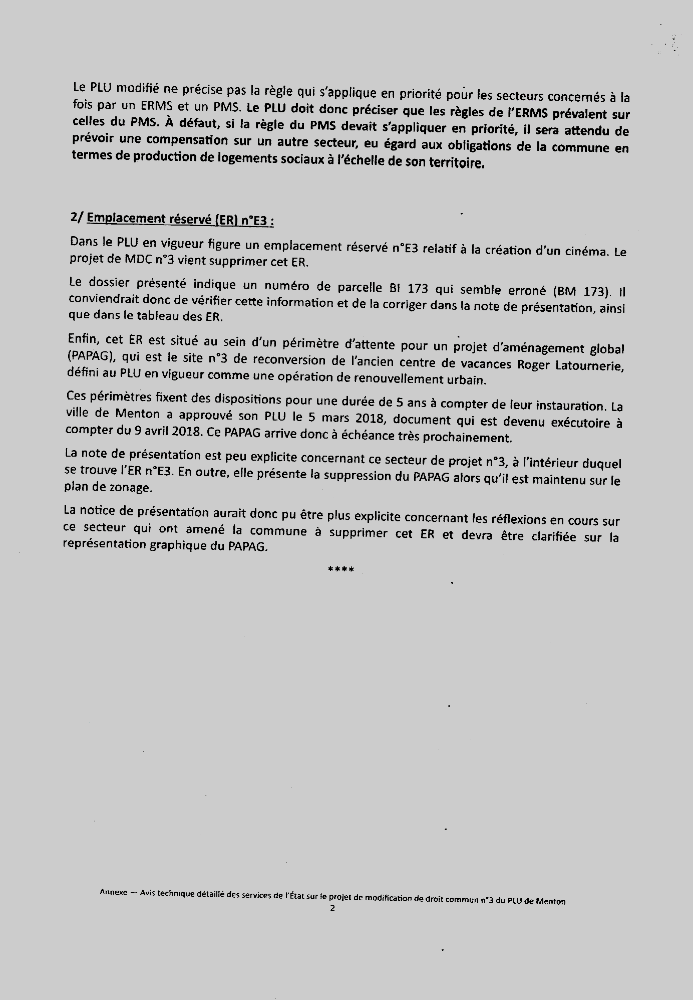 Le PLU modifié ne précise pas la règle qui s'applique en priorité pour les secteurs concernés à la
fois par un ERMS et un PMS. Le PLU doit donc préciser que les règles de l'ERMS prévalent sur
celles du PMS. À défaut, si la règle du PMS devait s'appliquer en priorité, il sera attendu de
prévoir une compensation sur un autre secteur, eu égard aux obligations de la commune en
termes de production de logements sociaux à l'échelle de son territoire.
2/ Emplacement réservé (ER) n°E3 :
Dans le PLU en vigueur figure un emplacement réservé n°E3 relatif à la création d'un cinéma. Le
projet de MDC n°3 vient supprimer cet ER.
Le dossier présenté indique un numéro de parcelle BI 173 qui semble erroné (BM 173). Il
conviendrait donc de vérifier cette information et de la corriger dans la note de présentation, ainsi
que dans le tableau des ER.
Enfin, cet ER est situé au sein d'un périmètre d'attente pour un projet d'aménagement global
(PAPAG), qui est le site n°3 de reconversion de l'ancien centre de vacances Roger Latournerie,
défini au PLU en vigueur comme une opération de renouvellement urbain.
Ces périmètres fixent des dispositions pour une durée de 5 ans à compter de leur instauration. La
ville de Menton a approuvé son PLU le 5 mars 2018, document qui est devenu exécutoire à
compter du 9 avril 2018. Ce PAPAG arrive donc à échéance très prochainement.
La note de présentation est peu explicite concernant ce secteur de projet n°3, à l'intérieur duquel
se trouve l'ER n°E3. En outre, elle présente la suppression du PAPAG alors qu'il est maintenu sur le
plan de zonage.
La notice de présentation aurait donc pu être plus explicite concernant les réflexions en cours sur
ce secteur qui ont amené la commune à supprimer cet ER et devra être clarifiée sur la
représentation graphique du PAPAG.
****
Annexe — Avis technique détaillé des services de l'État sur le projet de modification de droit commun n°3 du PLU de Menton
2